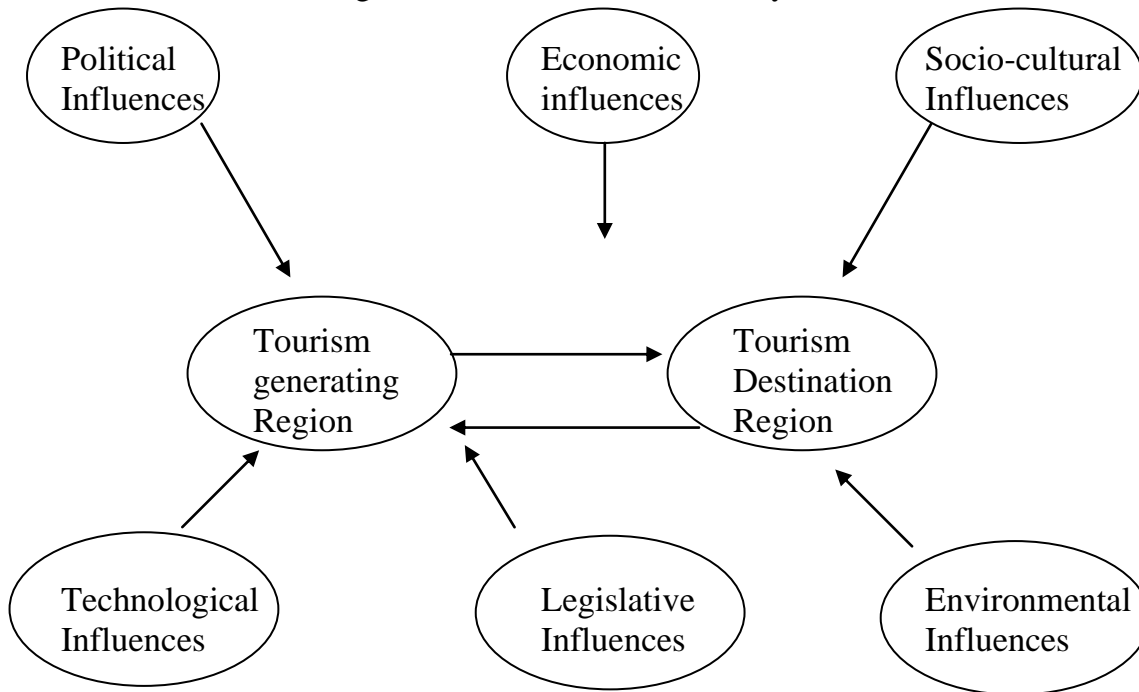 Political
Influences
Economic
influences
Socio-cultural
Influences
Tourism
generating
Region
Tourism
Destination
Region
Technological
Influences
Legislative
Influences
Environmental
Influences